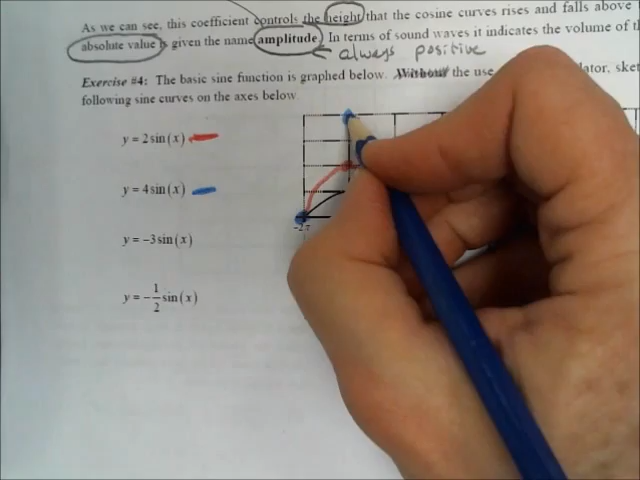 As we can see, this coefficient controls the height that the cosine curves rises and falls above
absolute value is given the name amplitude. In terms of sound waves it indicates the volume of
always positive
Exercise #4: The basic sine function is graphed below. Without the use
following sine curves on the axes below
y = 2sin(x)
y = 4sin(x)
-2π
y = -3sin(x)
y = -1/2 sin(x)